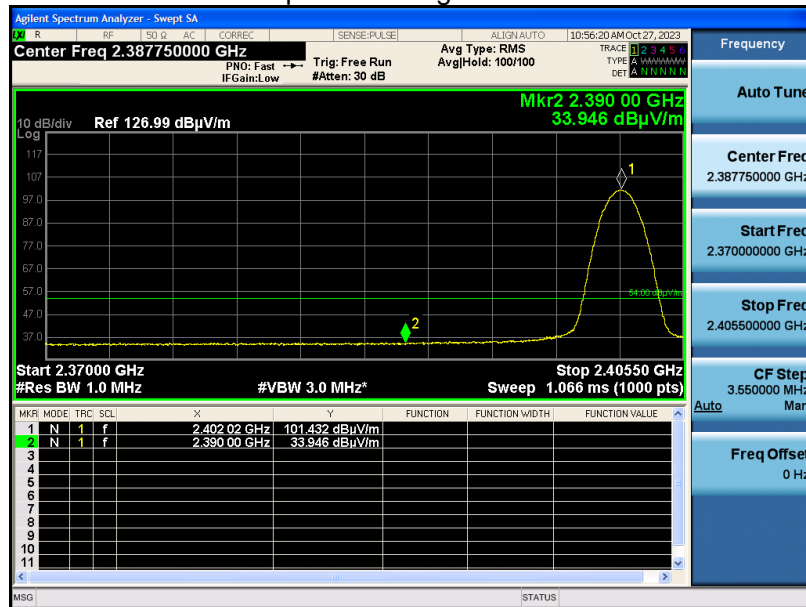 Agilent Spectrum Analyzer - Swept SA
LXI R RF 50 Ω AC CORREC SENSE:PULSE ALIGN AUTO 10:56:20 AM Oct 27, 2023
Center Freq 2.387750000 GHz
PNO: Fast
IFGain:Low
Trig: Free Run
#Atten: 30 dB
Avg Type: RMS
Avg|Hold: 100/100
TRACE 1 2 3 4 5 6
TYPE A WWWWW
DET A N N N N N
Mkr2 2.390 00 GHz
33.946 dBµV/m
10 dB/div Ref 126.99 dBµV/m
Log
117
107
97.0
87.0
77.0
67.0
57.0
47.0
37.0
1
2
54.00 dBµV/m
Start 2.37000 GHz Stop 2.40550 GHz
#Res BW 1.0 MHz #VBW 3.0 MHz* Sweep 1.066 ms (1000 pts)
MKR MODE TRC SCL X Y FUNCTION FUNCTION WIDTH FUNCTION VALUE
1 N 1 f 2.402 02 GHz 101.432 dBµV/m
2 N 1 f 2.390 00 GHz 33.946 dBµV/m
3
4
5
6
7
8
9
10
11
MSG STATUS
Frequency
Auto Tune
Center Freq
2.387750000 GHz
Start Freq
2.370000000 GHz
Stop Freq
2.405500000 GHz
CF Step
3.550000 MHz
Auto Man
Freq Offset
0 Hz